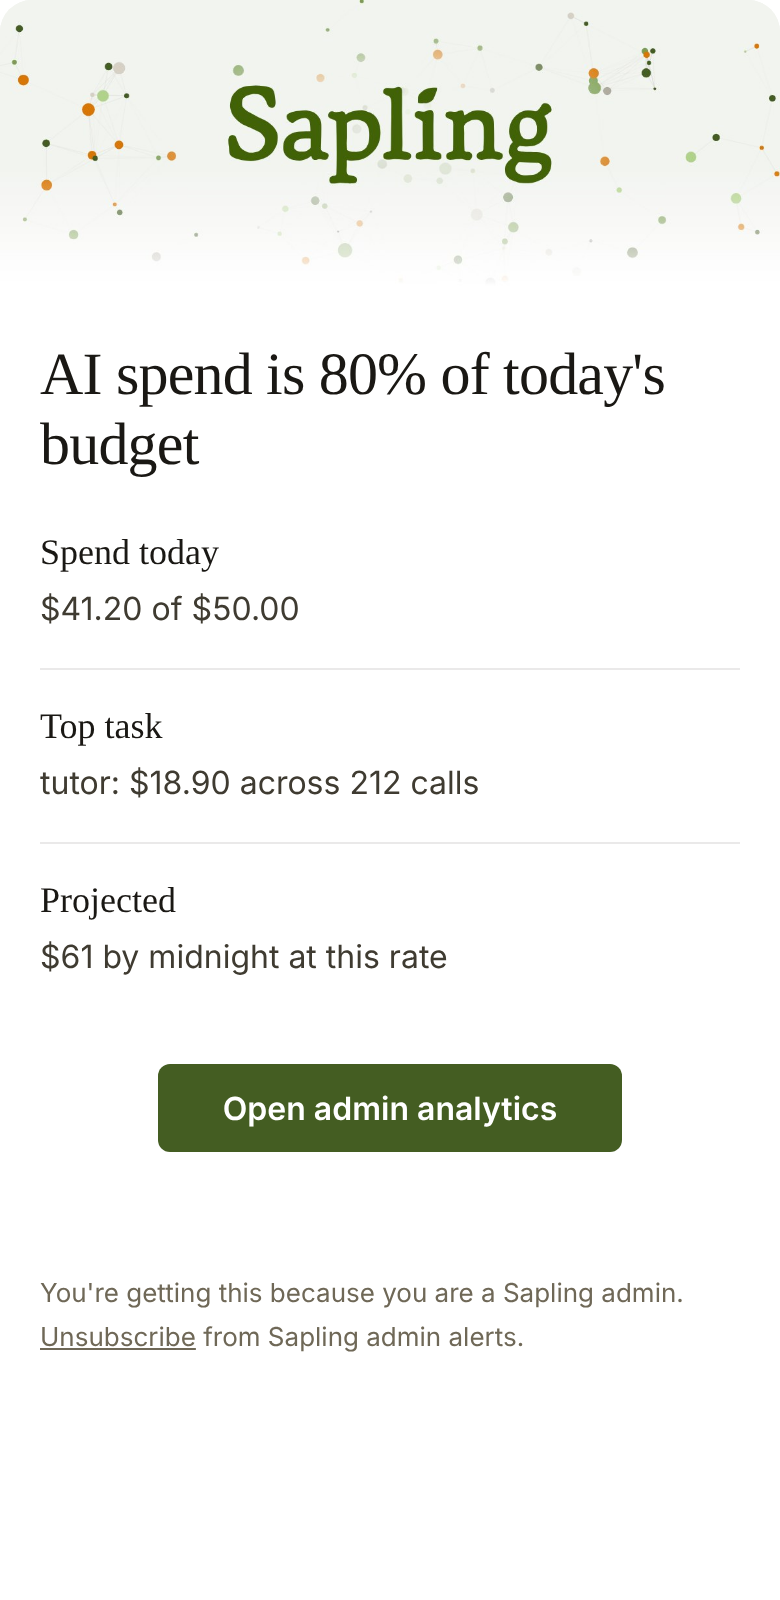 Sapling
AI spend is 80% of today's
budget
Spend today
$41.20 of $50.00
Top task
tutor: $18.90 across 212 calls
Projected
$61 by midnight at this rate
Open admin analytics
You're getting this because you are a Sapling admin.
Unsubscribe from Sapling admin alerts.